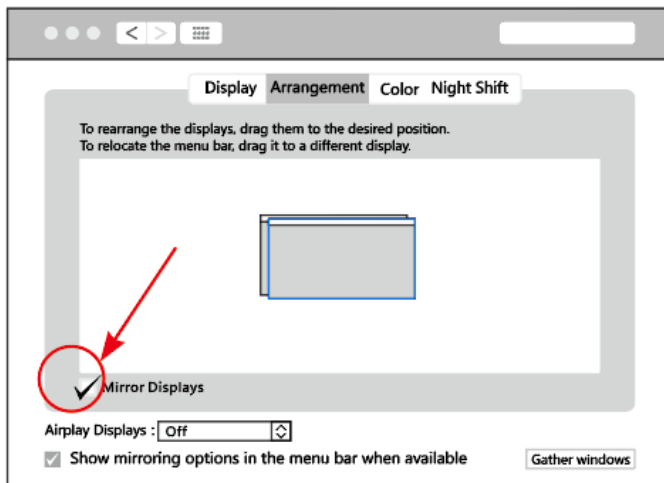 Display Arrangement Color Night Shift
To rearrange the displays, drag them to the desired position.
To relocate the menu bar, drag it to a different display.
Mirror Displays
Airplay Displays : Off
Show mirroring options in the menu bar when available
Gather windows